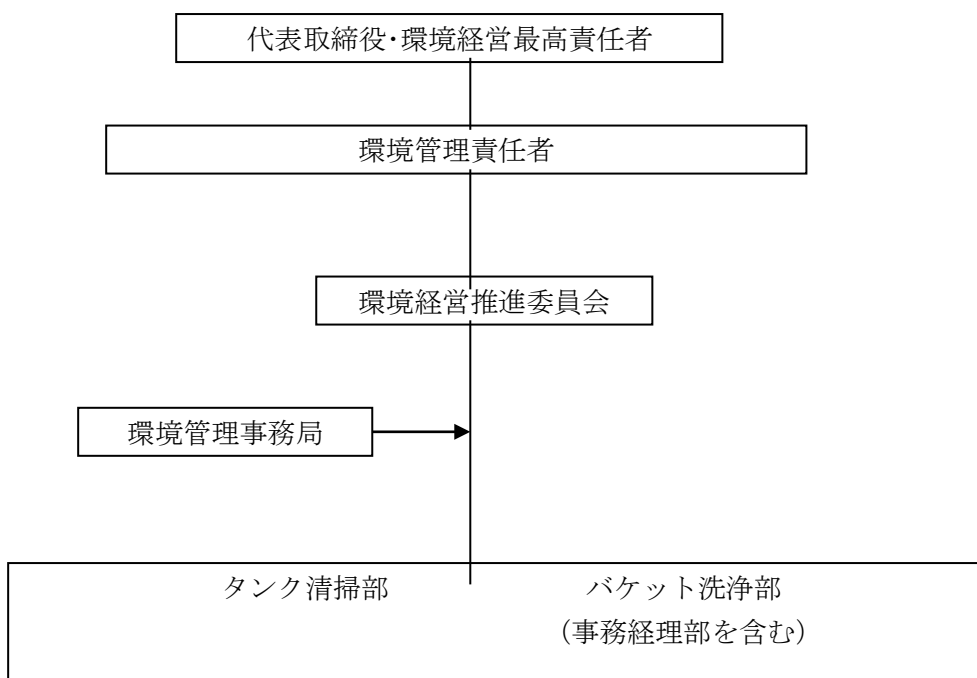 代表取締役・環境経営最高責任者
環境管理責任者
環境経営推進委員会
環境管理事務局
タンク清掃部
バケット洗浄部
(事務経理部を含む)